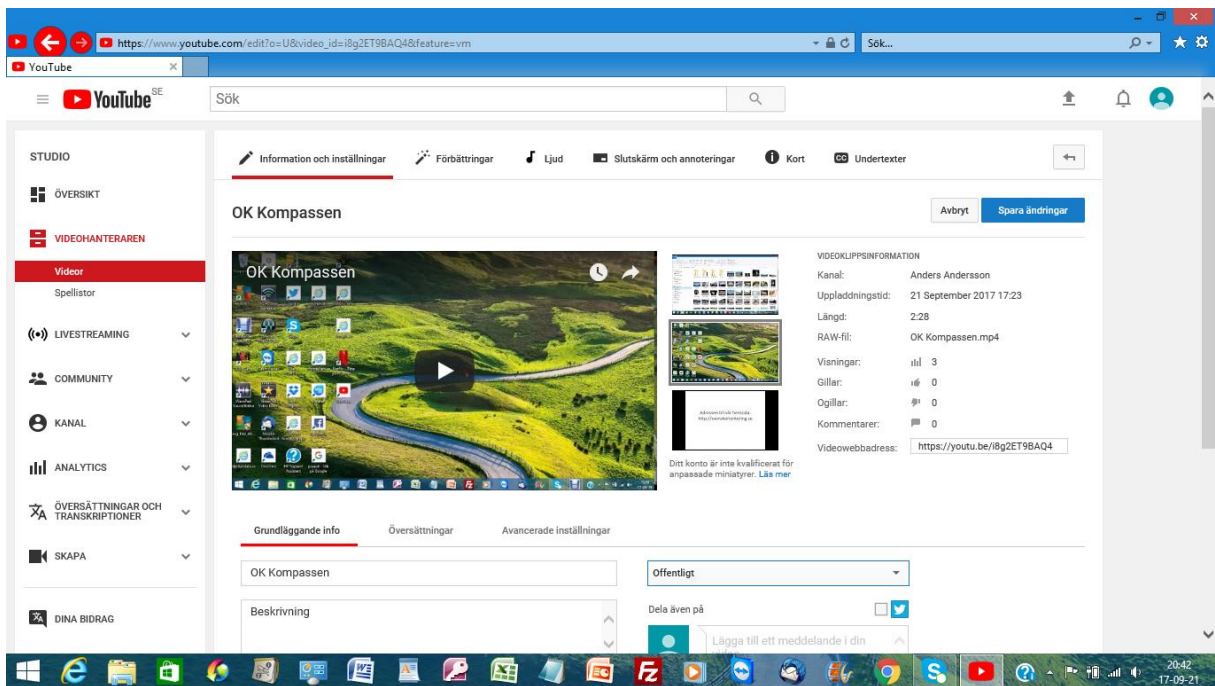 https://www.youtube.com/edit?o=U&video_id=i8g2ET9BAQ4&feature=vm
Sök...
YouTube
YouTube SE
Sök
STUDIO
ÖVERSIKT
VIDEOHANTERAREN
Videor
Spellistor
LIVESTREAMING
COMMUNITY
KANAL
ANALYTICS
ÖVERSÄTTNINGAR OCH
TRANSKRIPTIONER
SKAPA
DINA BIDRAG
Information och inställningar
Förbättringar
Ljud
Slutskärm och annoteringar
Kort
CC Undertexter
OK Kompassen
Avbryt
Spara ändringar
OK Kompassen
Ditt konto är inte kvalificerat för
anpassade miniatyrer. Läs mer
VIDEOKLIPPSINFORMATION
Kanal: Anders Andersson
Uppladdningstid: 21 September 2017 17:23
Längd: 2:28
RAW-fil: OK Kompassen.mp4
Visningar: 3
Gillar: 0
Ogillar: 0
Kommentarer: 0
Videowebbadress: https://youtu.be/i8g2ET9BAQ4
Grundläggande info
Översättningar
Avancerade inställningar
OK Kompassen
Beskrivning
Offentligt
Dela även på
Lägga till ett meddelande i din
20:42
17-09-21